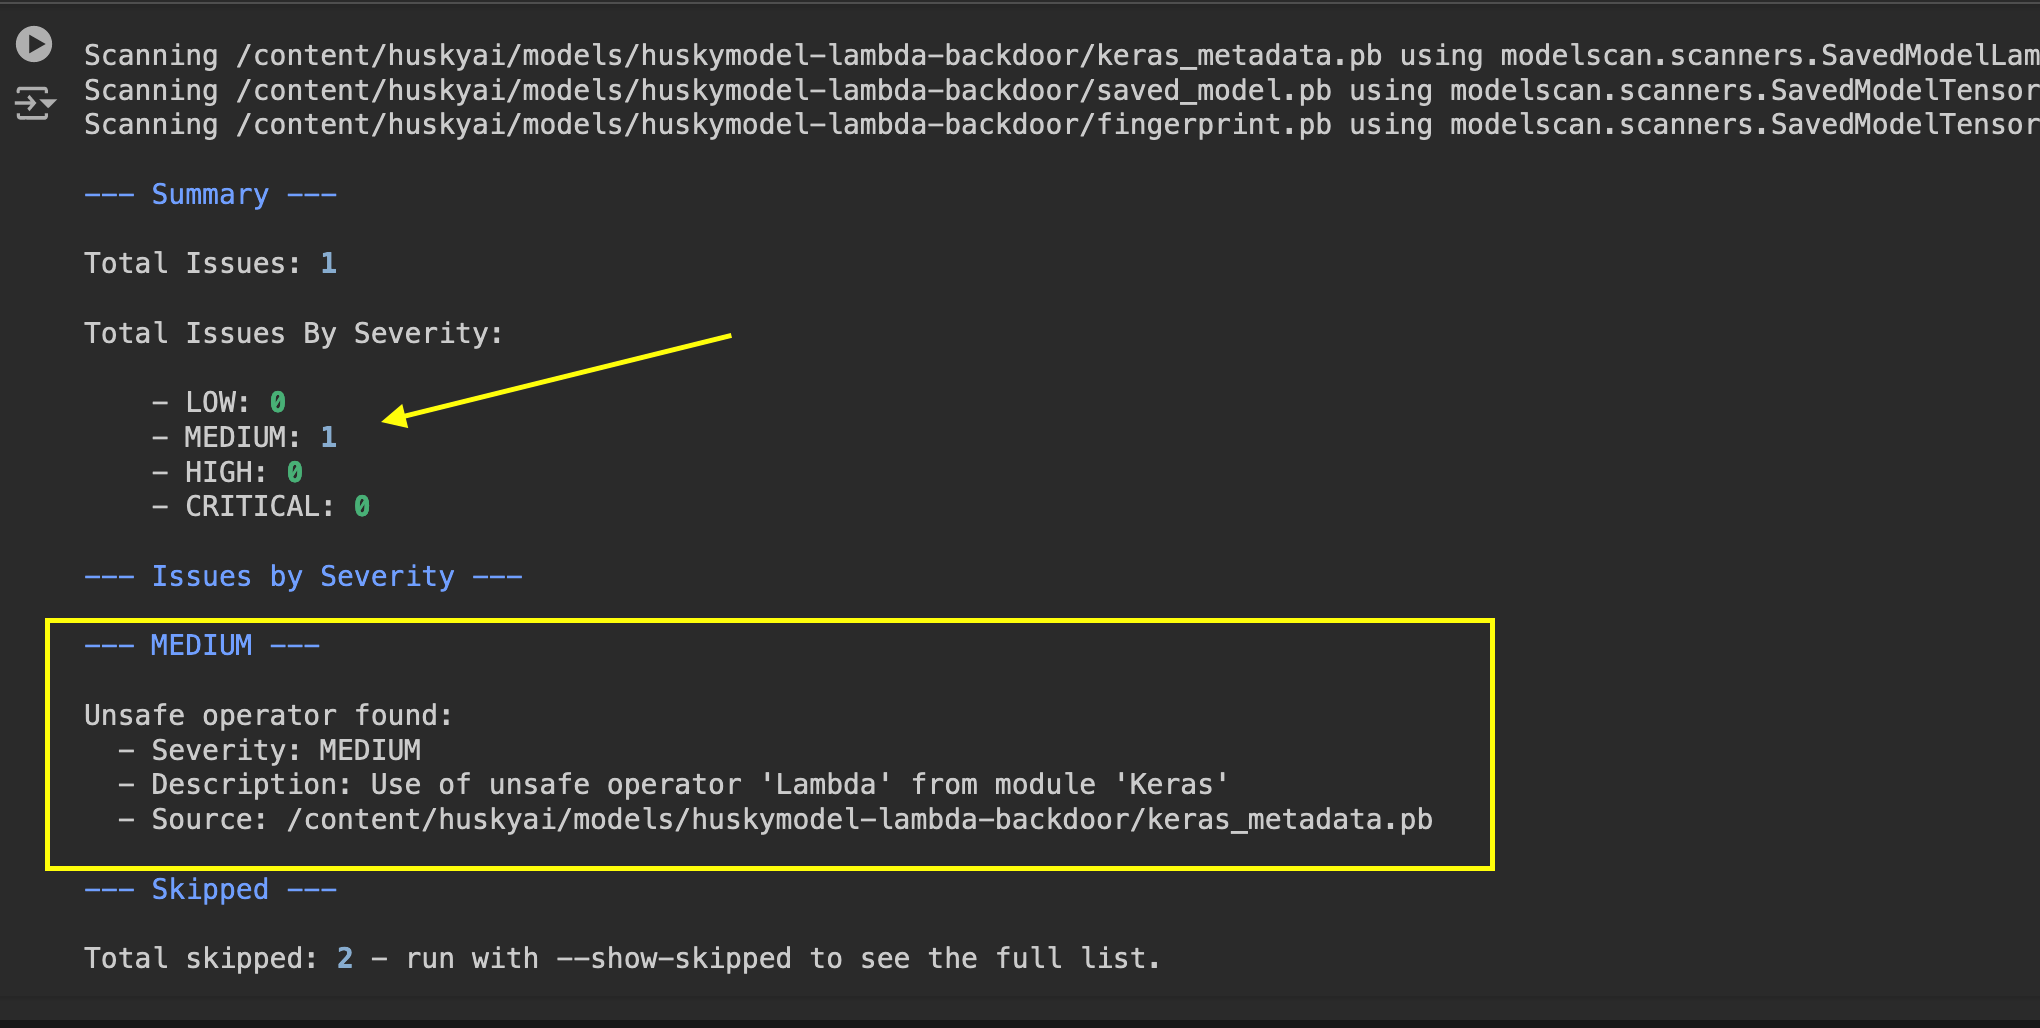 Scanning /content/huskyai/models/huskymodel-lambda-backdoor/keras_metadata.pb using modelscan.scanners.SavedModelLam
Scanning /content/huskyai/models/huskymodel-lambda-backdoor/saved_model.pb using modelscan.scanners.SavedModelTensor
Scanning /content/huskyai/models/huskymodel-lambda-backdoor/fingerprint.pb using modelscan.scanners.SavedModelTensor
--- Summary ---
Total Issues: 1
Total Issues By Severity:
- LOW: 0
- MEDIUM: 1
- HIGH: 0
- CRITICAL: 0
--- Issues by Severity ---
--- MEDIUM ---
Unsafe operator found:
- Severity: MEDIUM
- Description: Use of unsafe operator 'Lambda' from module 'Keras'
- Source: /content/huskyai/models/huskymodel-lambda-backdoor/keras_metadata.pb
--- Skipped ---
Total skipped: 2 - run with --show-skipped to see the full list.